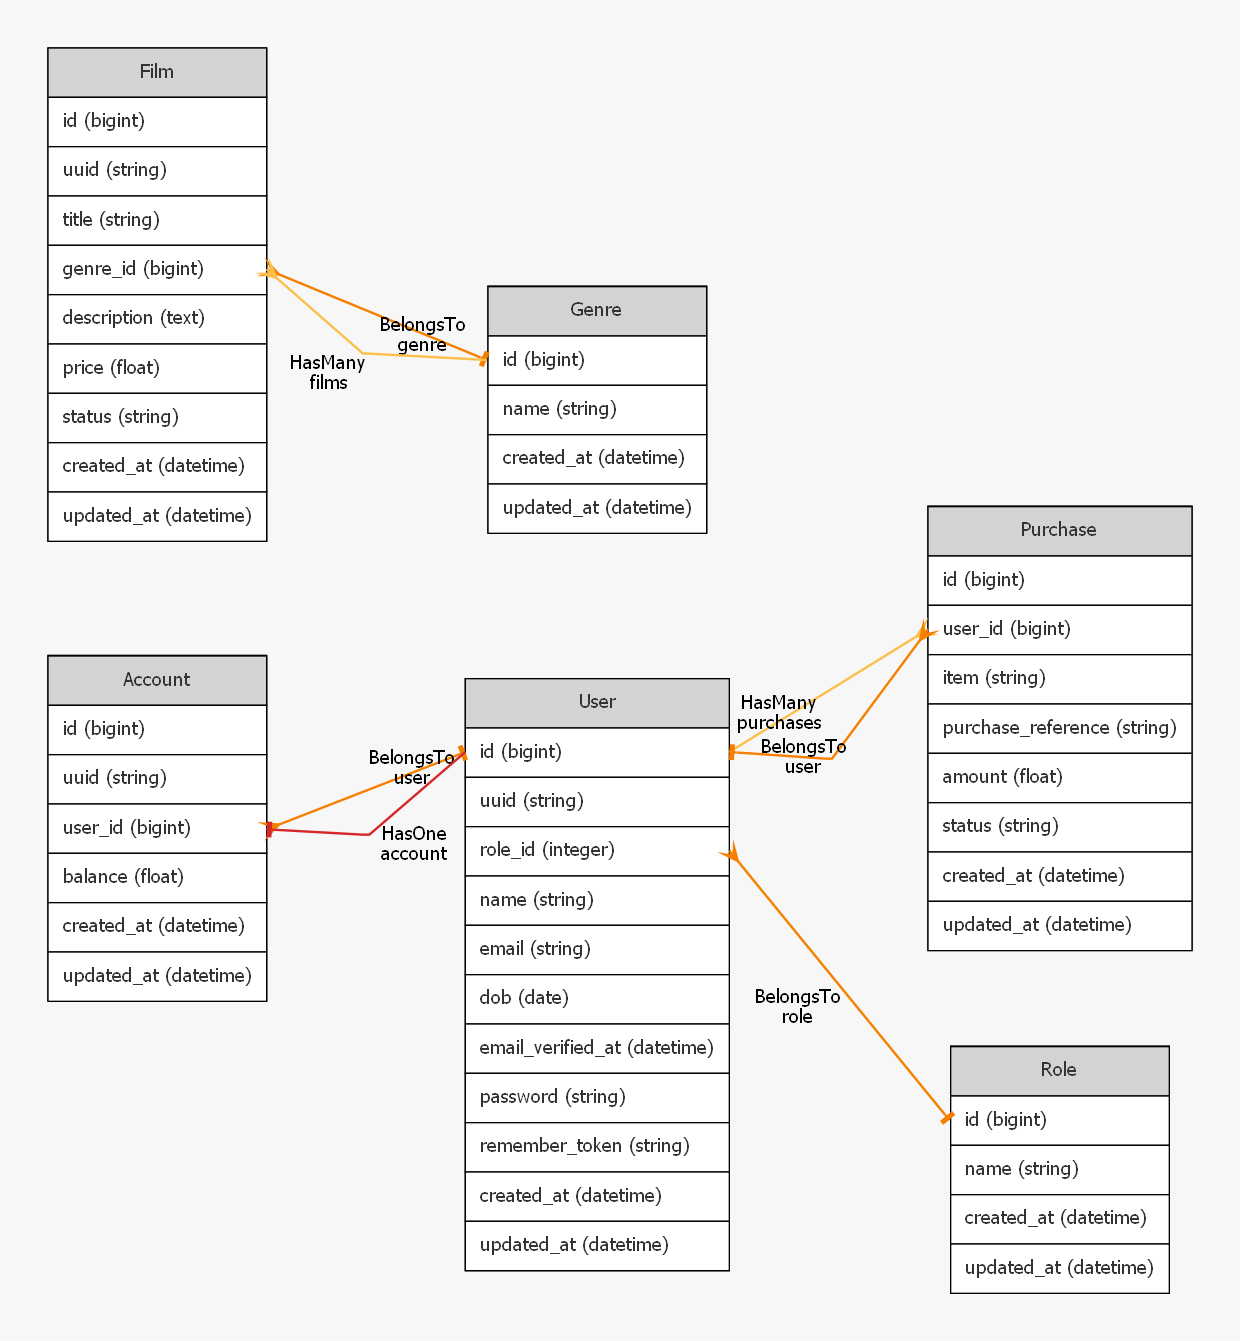 Film
id (bigint)
uuid (string)
title (string)
genre_id (bigint)
description (text)
price (float)
status (string)
created_at (datetime)
updated_at (datetime)
BelongsTo
genre
HasMany
films
Genre
id (bigint)
name (string)
created_at (datetime)
updated_at (datetime)
Purchase
id (bigint)
user_id (bigint)
item (string)
purchase_reference (string)
amount (float)
status (string)
created_at (datetime)
updated_at (datetime)
Account
id (bigint)
uuid (string)
user_id (bigint)
balance (float)
created_at (datetime)
updated_at (datetime)
BelongsTo
user
HasOne
account
User
id (bigint)
uuid (string)
role_id (integer)
name (string)
email (string)
dob (date)
email_verified_at (datetime)
password (string)
remember_token (string)
created_at (datetime)
updated_at (datetime)
HasMany
purchases
BelongsTo
user
BelongsTo
role
Role
id (bigint)
name (string)
created_at (datetime)
updated_at (datetime)